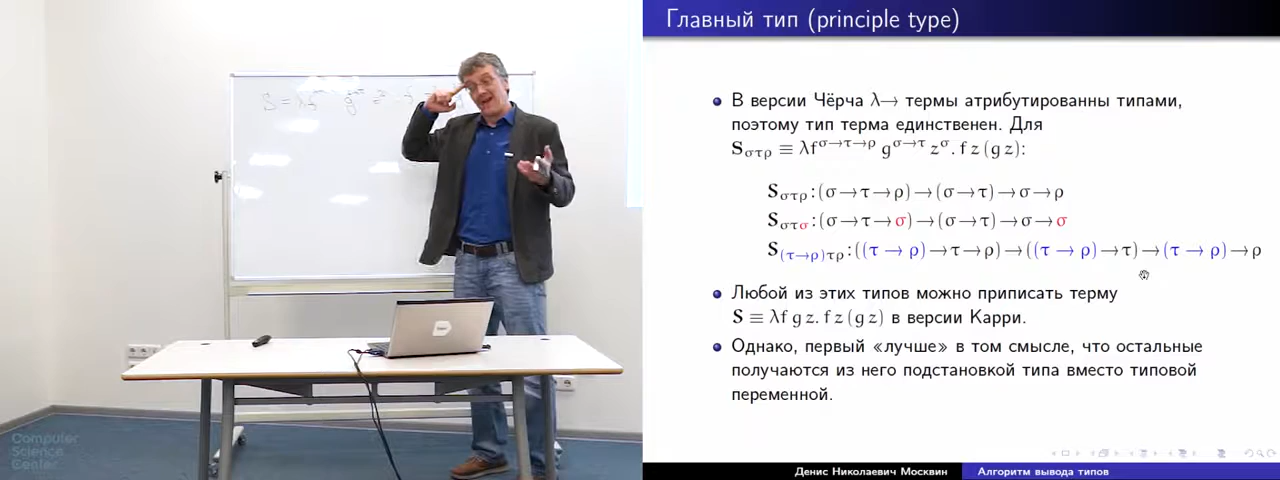 Главный тип (principle type)
В версии Чёрча λ→ термы атрибутированны типами,
поэтому тип терма единственен. Для
S_στρ ≡ λf^σ→τ→ρ g^σ→τ z^σ. f z (g z):
S_στρ : (σ→τ→ρ)→(σ→τ)→σ→ρ
S_στσ : (σ→τ→σ)→(σ→τ)→σ→σ
S_(τ→ρ)τρ : ((τ → ρ)→τ→ρ)→((τ → ρ)→τ)→(τ → ρ)→ρ
Любой из этих типов можно приписать терму
S ≡ λf g z. f z (g z) в версии Карри.
Однако, первый «лучше» в том смысле, что остальные
получаются из него подстановкой типа вместо типовой
переменной.
Денис Николаевич Москвин
Алгоритм вывода типов
Computer
Science
Center